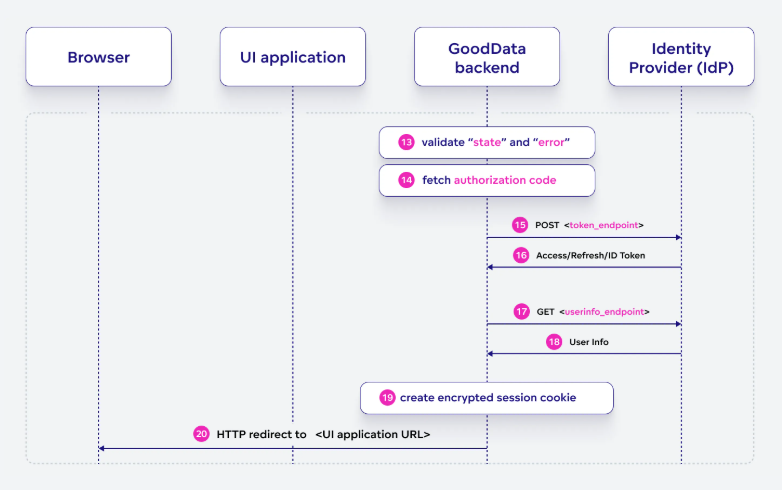 Browser
UI application
GoodData
backend
Identity
Provider (IdP)
13 validate “state” and “error”
14 fetch authorization code
15 POST <token_endpoint>
16 Access/Refresh/ID Token
17 GET <userinfo_endpoint>
18 User Info
19 create encrypted session cookie
20 HTTP redirect to <UI application URL>